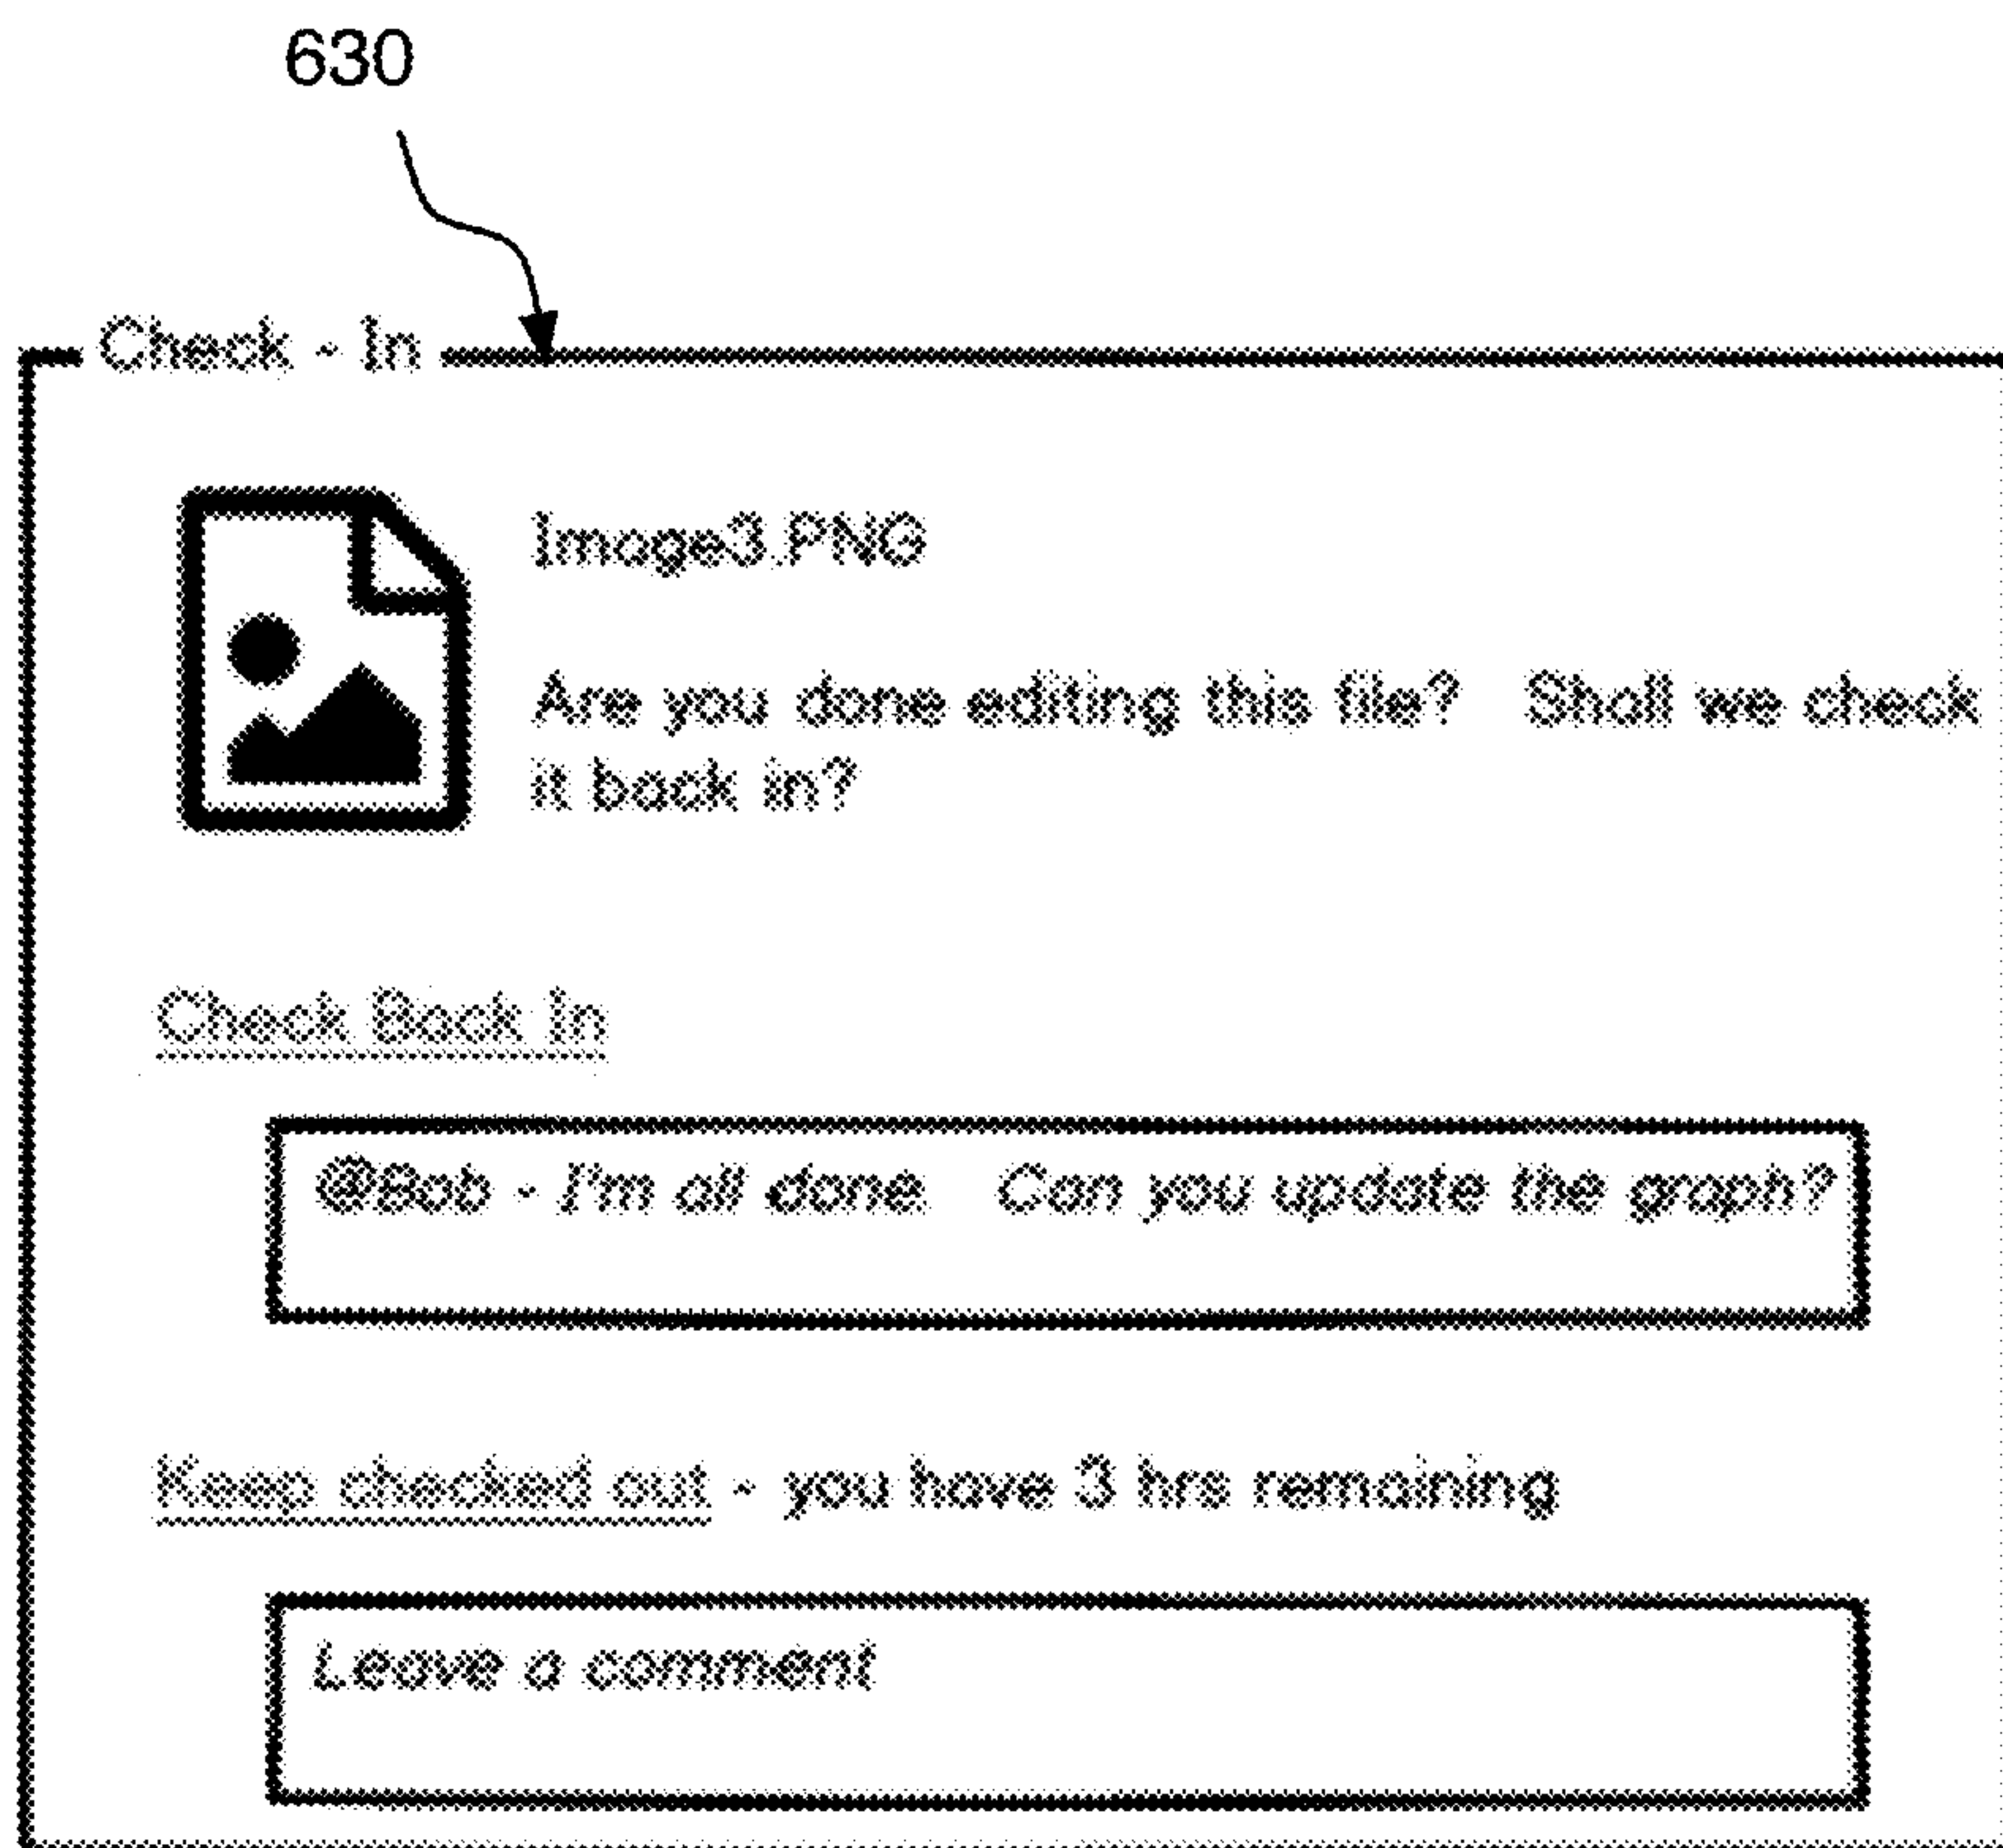 630
Check - In
Image3.PNG
Are you done editing this file? Shall we check
it back in?
Check Back In
@Bob - I'm all done. Can you update the graph?
Keep checked out - you have 3 hrs remaining
Leave a comment